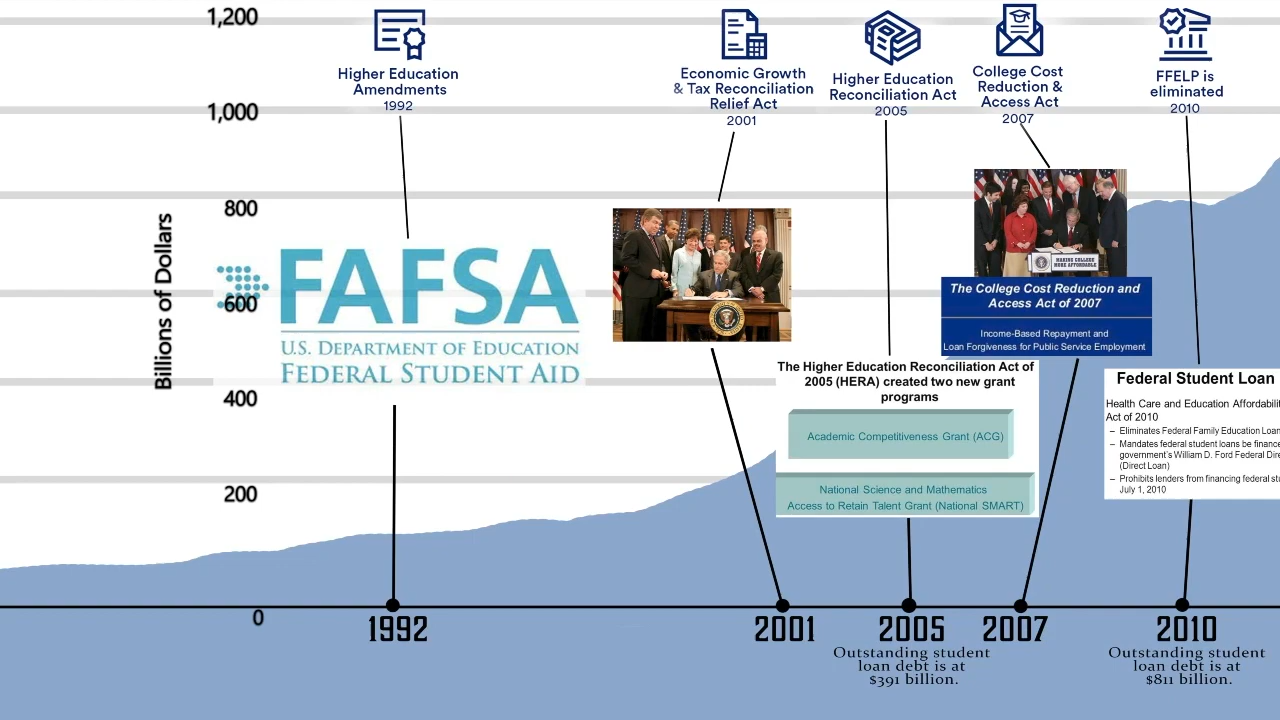 1,200
1,000
800
600
400
200
0
Billions of Dollars
Higher Education
Amendments
1992
Economic Growth
& Tax Reconciliation
Relief Act
2001
Higher Education
Reconciliation Act
2005
College Cost
Reduction &
Access Act
2007
FFELP is
eliminated
2010
FAFSA
U.S. DEPARTMENT OF EDUCATION
FEDERAL STUDENT AID
MAKING COLLEGE
MORE AFFORDABLE
The College Cost Reduction and
Access Act of 2007
Income-Based Repayment and
Loan Forgiveness for Public Service Employment
The Higher Education Reconciliation Act of
2005 (HERA) created two new grant
programs
Academic Competitiveness Grant (ACG)
National Science and Mathematics
Access to Retain Talent Grant (National SMART)
Federal Student Loan
Health Care and Education Affordabilit
Act of 2010
– Eliminates Federal Family Education Loan
– Mandates federal student loans be finance
government's William D. Ford Federal Dire
(Direct Loan)
– Prohibits lenders from financing federal stu
July 1, 2010
1992
2001
2005
Outstanding student
loan debt is at
$391 billion.
2007
2010
Outstanding student
loan debt is at
$811 billion.